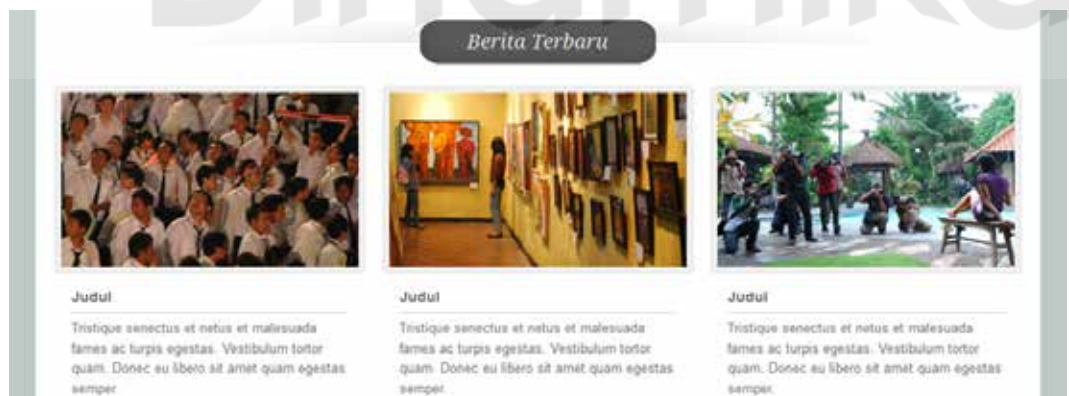 Berita Terbaru
Judul
Tristique senectus et netus et malesuada
fames ac turpis egestas. Vestibulum tortor
quam. Donec eu libero sit amet quam egestas
semper
Judul
Tristique senectus et netus et malesuada
fames ac turpis egestas. Vestibulum tortor
quam. Donec eu libero sit amet quam egestas
semper.
Judul
Tristique senectus et netus et malesuada
fames ac turpis egestas. Vestibulum tortor
quam. Donec eu libero sit amet quam egestas
semper.